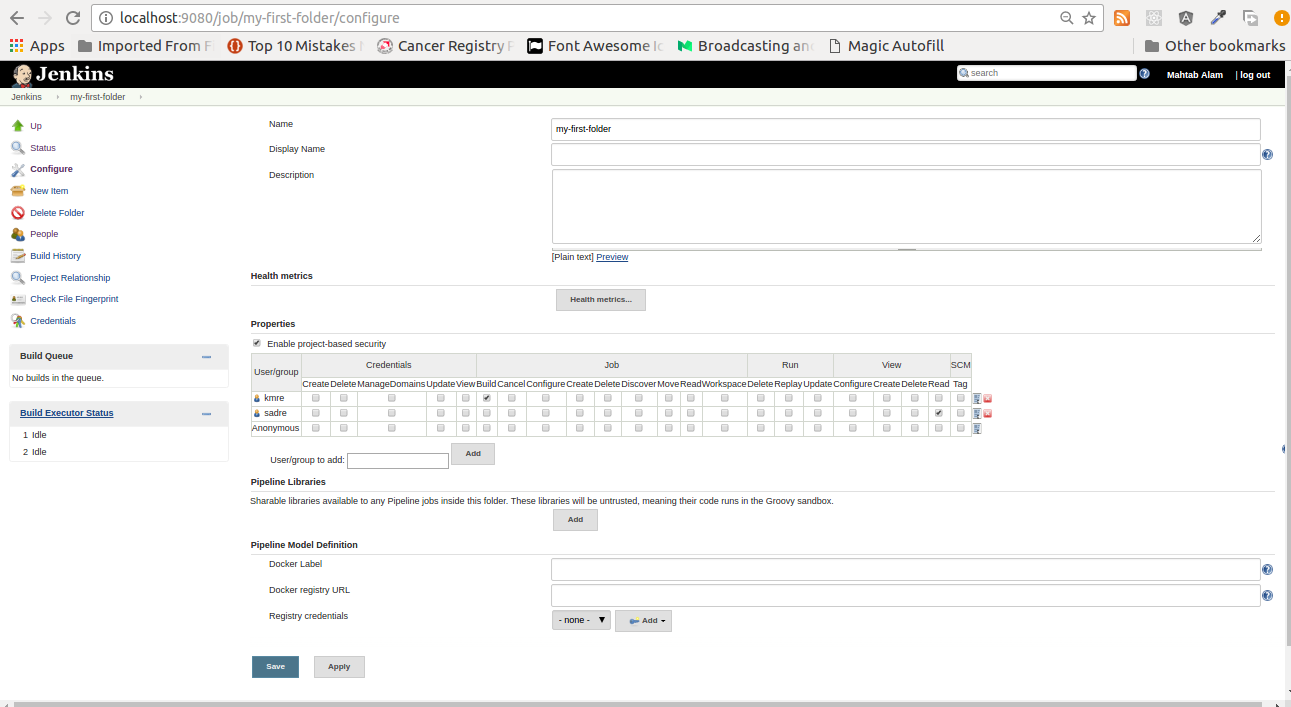 localhost:9080/job/my-first-folder/configure
Apps Imported From F Top 10 Mistakes Cancer Registry P Font Awesome Ic Broadcasting an Magic Autofill Other bookmarks
Jenkins search Mahtab Alam | log out
Jenkins my-first-folder
Up
Status
Configure
New Item
Delete Folder
People
Build History
Project Relationship
Check File Fingerprint
Credentials
Build Queue
No builds in the queue.
Build Executor Status
1 Idle
2 Idle
Name my-first-folder
Display Name
Description
[Plain text] Preview
Health metrics
Health metrics...
Properties
Enable project-based security
User/group Credentials Job Run View SCM
Create Delete ManageDomains Update View Build Cancel Configure Create Delete Discover Move Read Workspace Delete Replay Update Configure Create Delete Read Tag
kmre
sadre
Anonymous
User/group to add: Add
Pipeline Libraries
Sharable libraries available to any Pipeline jobs inside this folder. These libraries will be untrusted, meaning their code runs in the Groovy sandbox.
Add
Pipeline Model Definition
Docker Label
Docker registry URL
Registry credentials - none - Add
Save Apply